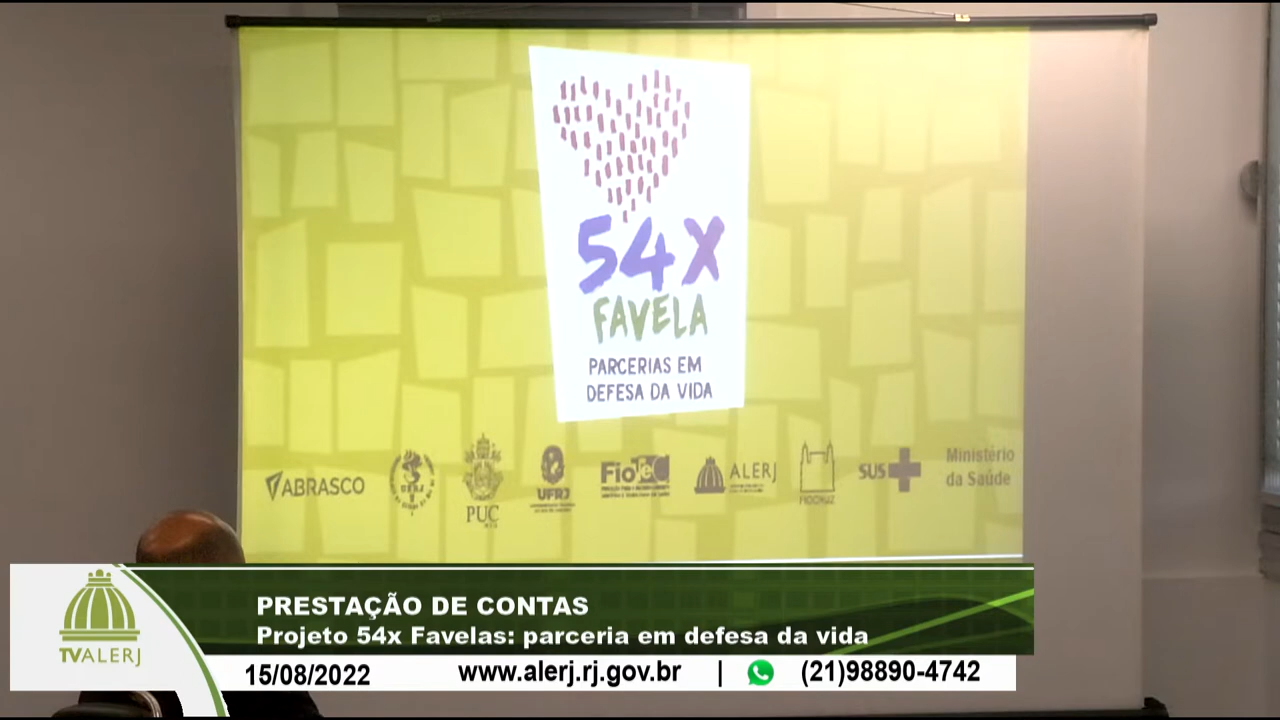 54X
FAVELA
PARCERIAS EM
DEFESA DA VIDA
ABRASCO
UERJ
PUC
UFRJ
FioTec
ALERJ
FIOCRUZ
SUS
Ministério
da Saúde
PRESTAÇÃO DE CONTAS
Projeto 54x Favelas: parceria em defesa da vida
TVALERJ
15/08/2022 www.alerj.rj.gov.br | (21)98890-4742